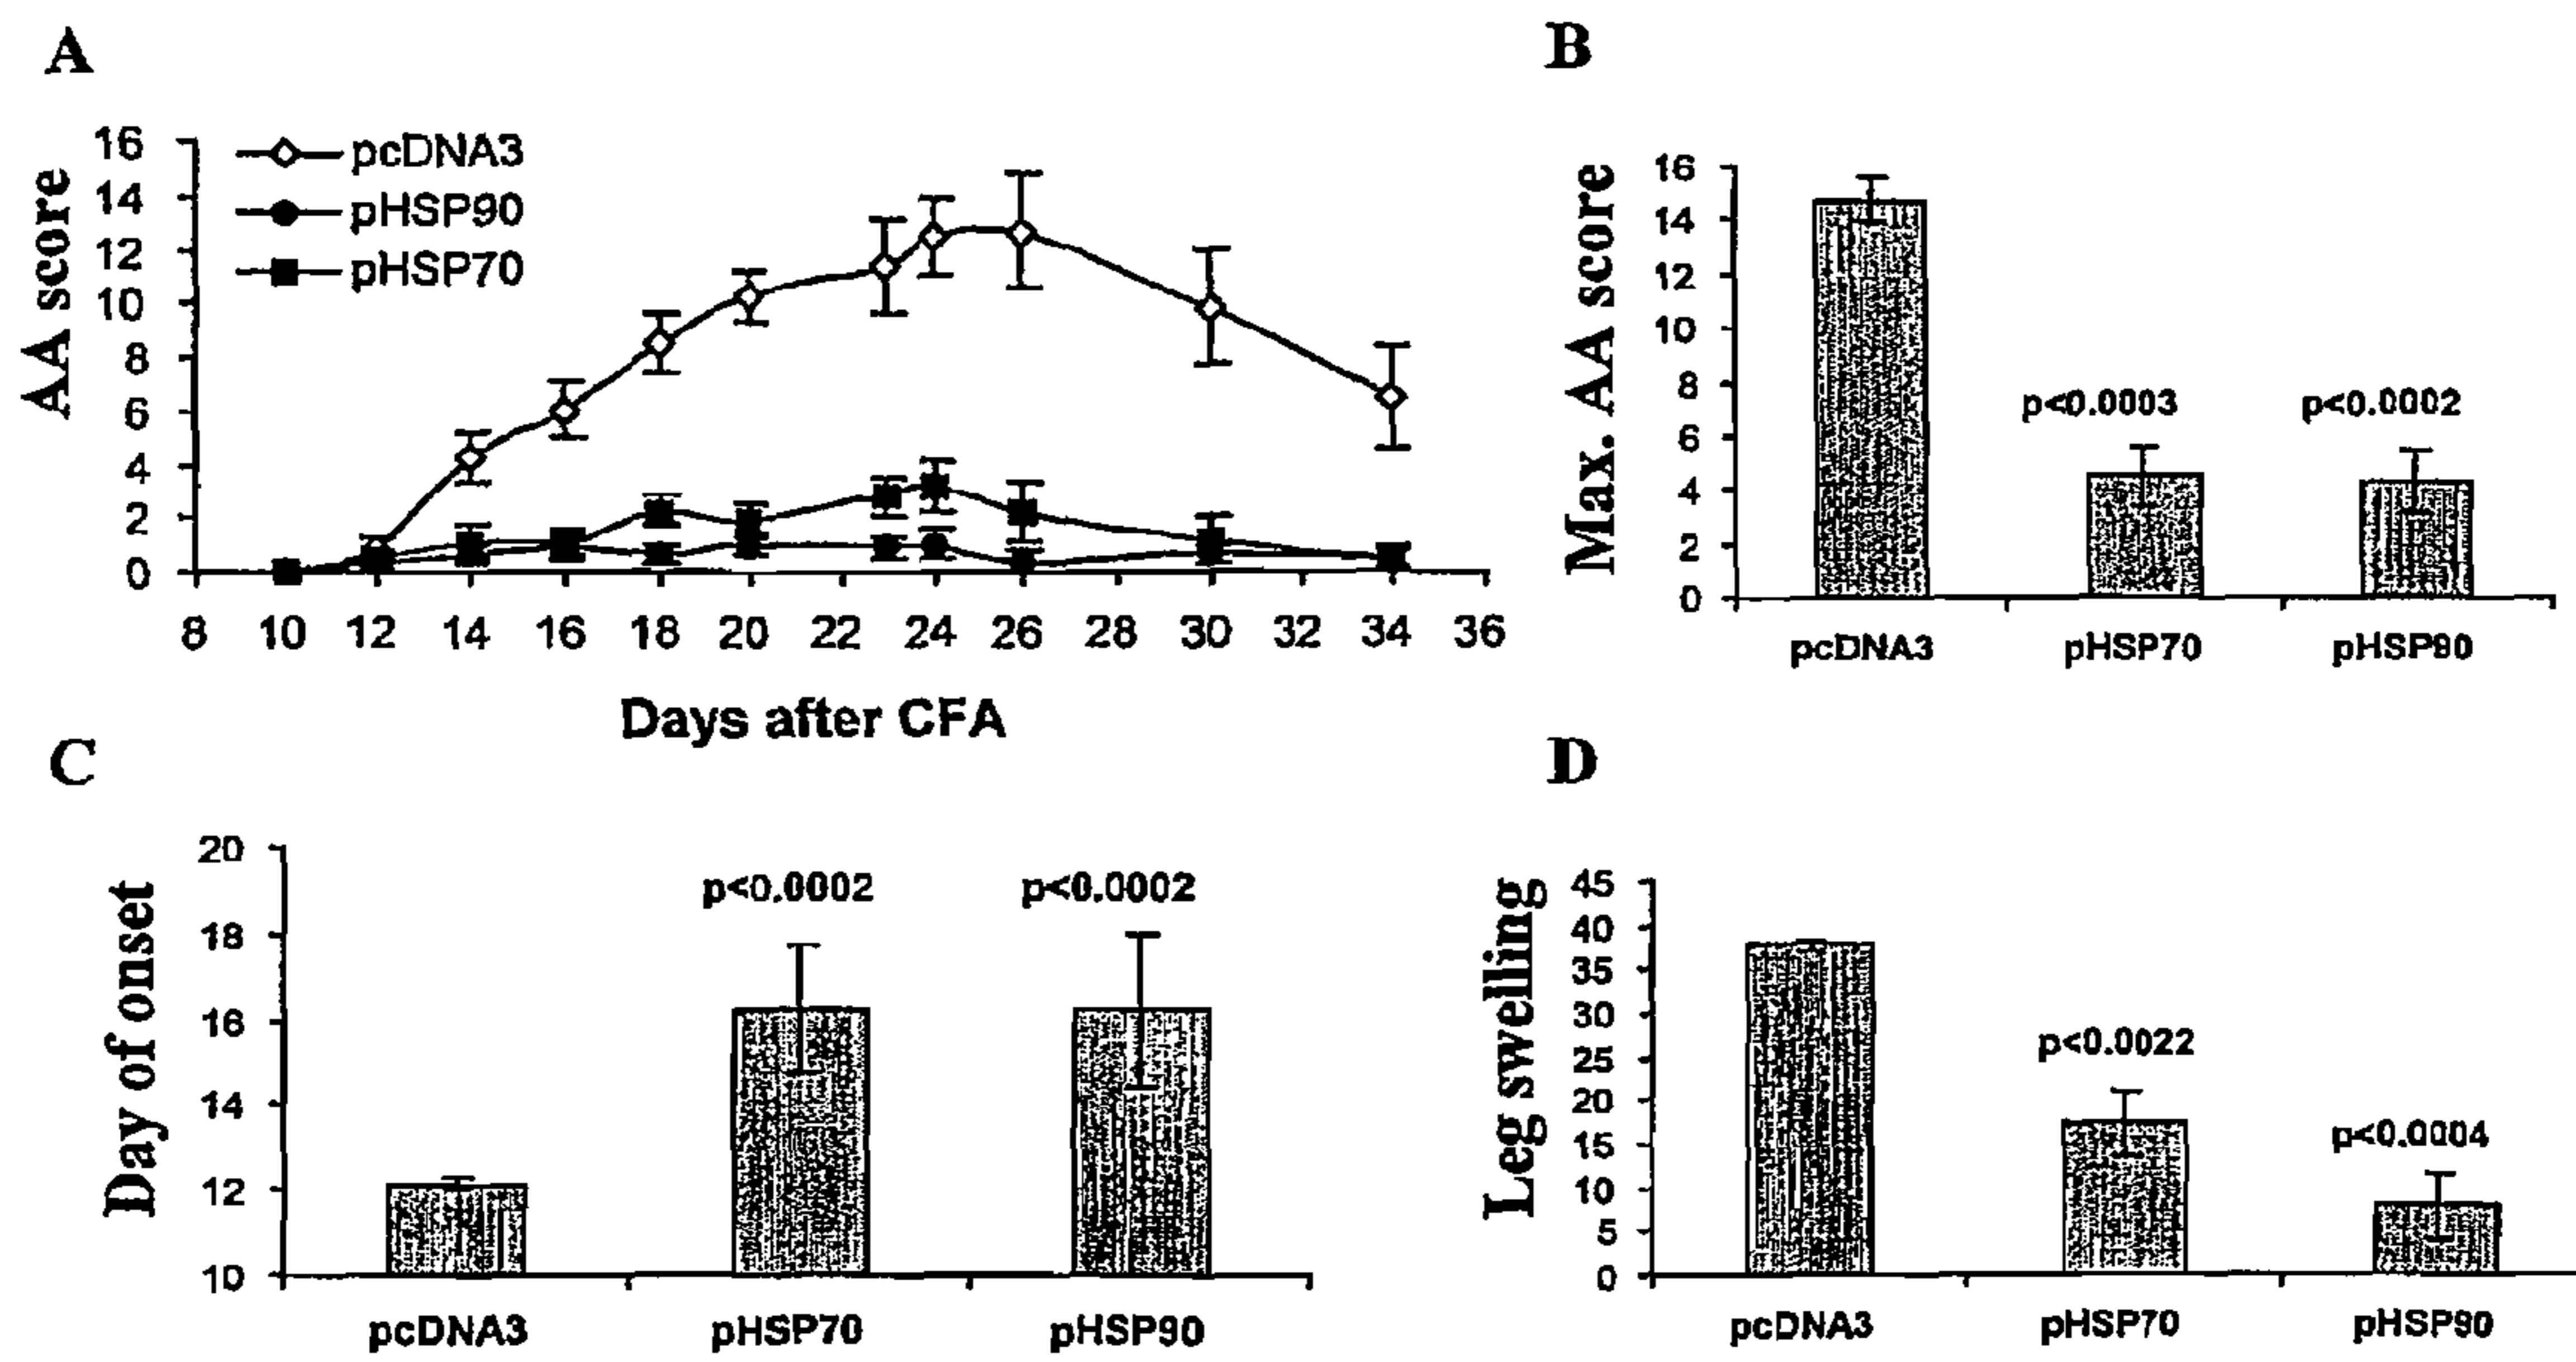 A
AA score
16
14
12
10
8
6
4
2
0
pcDNA3
pHSP90
pHSP70
8 10 12 14 16 18 20 22 24 26 28 30 32 34 36
Days after CFA
B
Max. AA score
16
14
12
10
8
6
4
2
0
p<0.0003 p<0.0002
pcDNA3 pHSP70 pHSP90
C
Day of onset
20
18
16
14
12
10
p<0.0002 p<0.0002
pcDNA3 pHSP70 pHSP90
D
Leg swelling
45
40
35
30
25
20
15
10
5
0
p<0.0022
p<0.0004
pcDNA3 pHSP70 pHSP90